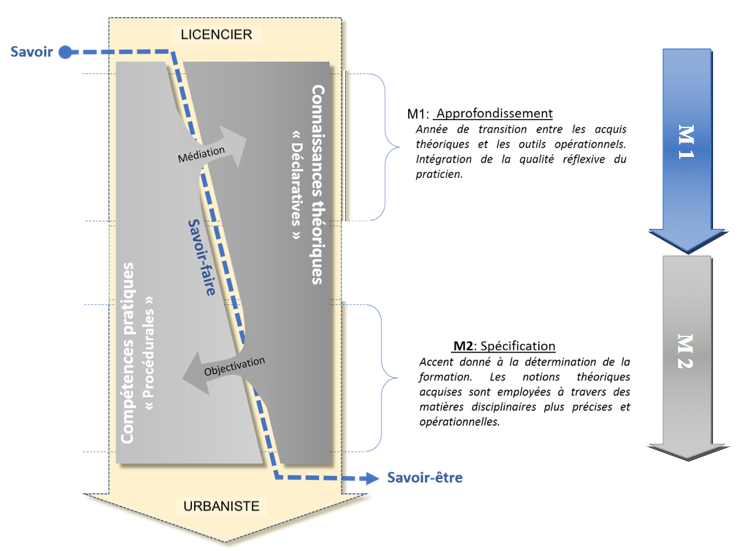 LICENCIER
Savoir
Connaissances théoriques
« Déclaratives »
Médiation
Savoir-faire
Compétences pratiques
« Procédurales »
Objectivation
Savoir-être
URBANISTE
M1: Approfondissement
Année de transition entre les acquis
théoriques et les outils opérationnels.
Intégration de la qualité réflexive du
praticien.
M2: Spécification
Accent donné à la détermination de la
formation. Les notions théoriques
acquises sont employées à travers des
matières disciplinaires plus précises et
opérationnelles.
M 1
M 2